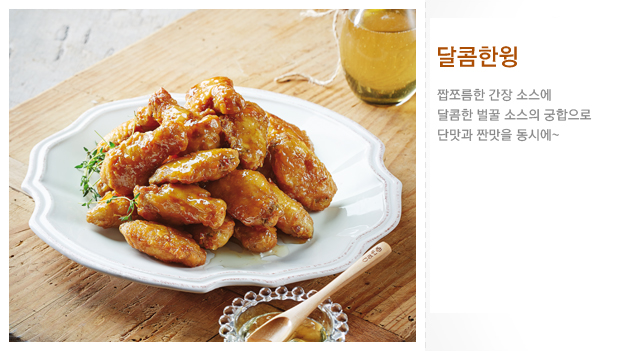 달콤한윙
짭쪼름한 간장 소스에
달콤한 벌꿀 소스의 궁합으로
단맛과 짠맛을 동시에~